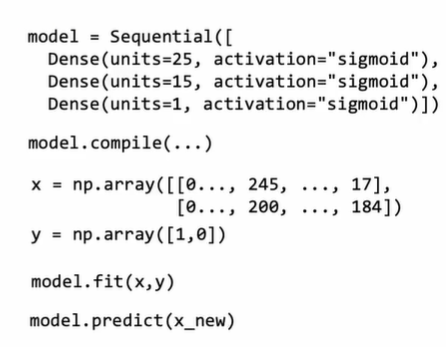 model = Sequential([
Dense(units=25, activation="sigmoid"),
Dense(units=15, activation="sigmoid"),
Dense(units=1, activation="sigmoid")])
model.compile(...)
x = np.array([[0..., 245, ..., 17],
[0..., 200, ..., 184])
y = np.array([1,0])
model.fit(x,y)
model.predict(x_new)